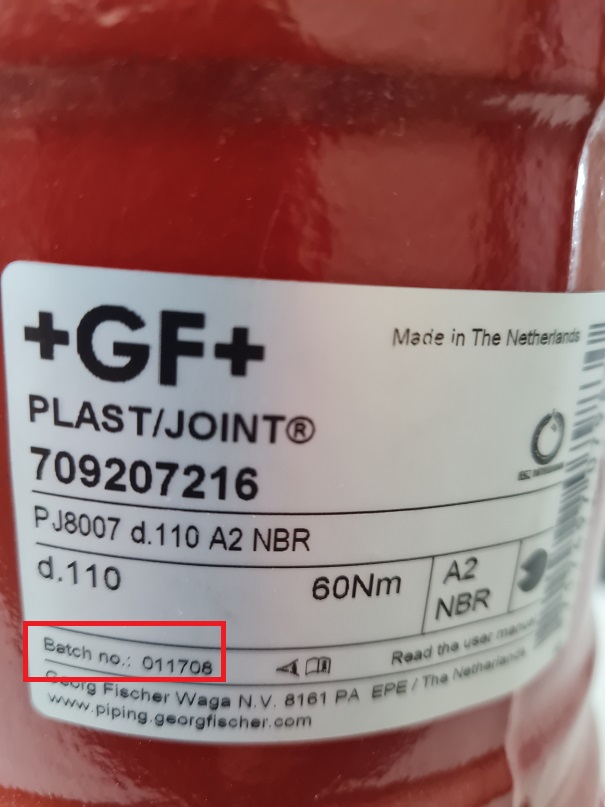 +GF+
Made in The Netherlands
PLAST/JOINT®
709207216
PJ8007 d.110 A2 NBR
d.110
60Nm
A2
NBR
Batch no.: 011708
Read the user
Georg Fischer Waga N.V. 8161 PA EPE / The Netherlands
www.piping.georgfischer.com